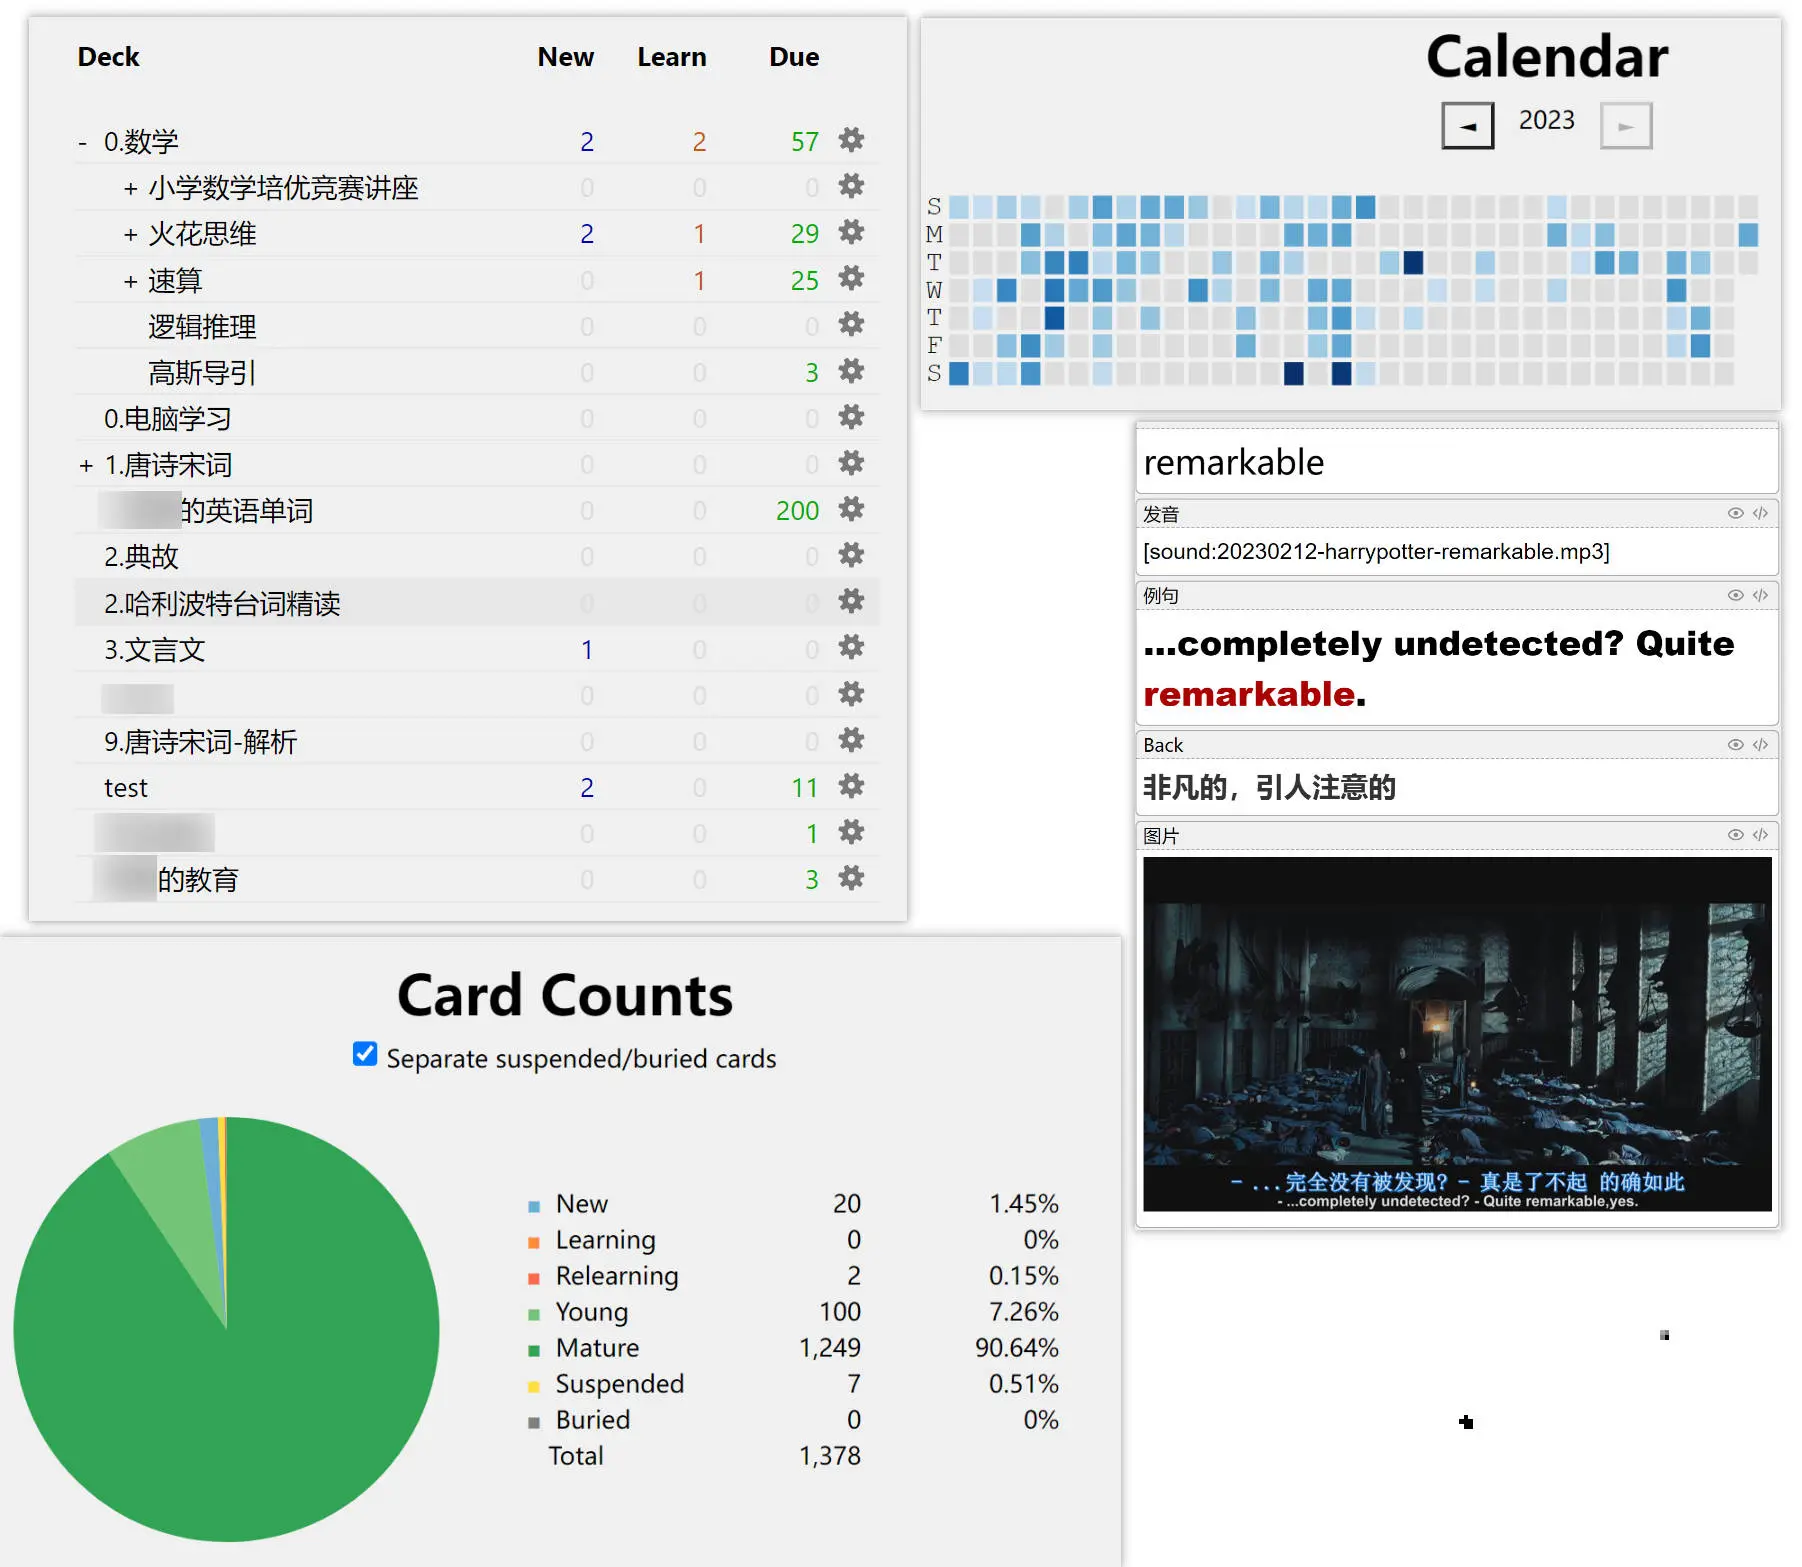 Deck New Learn Due
- 0.数学 2 2 57
+ 小学数学培优竞赛讲座 0 0 0
+ 火花思维 2 1 29
+ 速算 0 1 25
逻辑推理 0 0 0
高斯导引 0 0 3
0.电脑学习 0 0 0
+ 1.唐诗宋词 0 0 0
的英语单词 0 0 200
2.典故 0 0 0
2.哈利波特台词精读 0 0 0
3.文言文 1 0 0
0 0 0
9.唐诗宋词-解析 0 0 0
test 2 0 11
0 0 1
的教育 0 0 3
Calendar
◄ 2023 ►
S
M
T
W
T
F
S
remarkable
发音
[sound:20230212-harrypotter-remarkable.mp3]
例句
...completely undetected? Quite
remarkable.
Back
非凡的，引人注意的
图片
- ...完全没有被发现? - 真是了不起 的确如此
- ...completely undetected? - Quite remarkable,yes.
Card Counts
Separate suspended/buried cards
New 20 1.45%
Learning 0 0%
Relearning 2 0.15%
Young 100 7.26%
Mature 1,249 90.64%
Suspended 7 0.51%
Buried 0 0%
Total 1,378